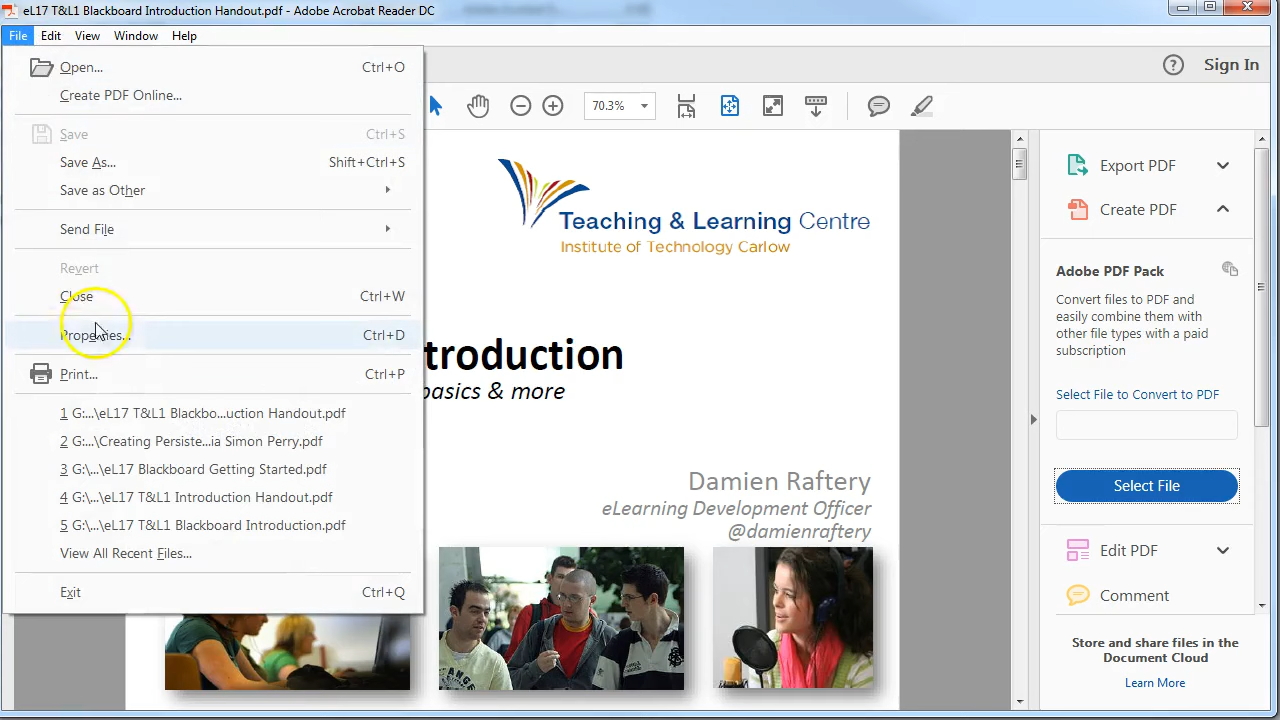 eL17 T&L1 Blackboard Introduction Handout.pdf - Adobe Acrobat Reader DC
File Edit View Window Help
Open... Ctrl+O
Create PDF Online...
Save Ctrl+S
Save As... Shift+Ctrl+S
Save as Other
Send File
Revert
Close Ctrl+W
Properties... Ctrl+D
Print... Ctrl+P
1 G:...\eL17 T&L1 Blackbo...uction Handout.pdf
2 G:...\Creating Persiste...ia Simon Perry.pdf
3 G:\...\eL17 Blackboard Getting Started.pdf
4 G:\...\eL17 T&L1 Introduction Handout.pdf
5 G:\...\eL17 T&L1 Blackboard Introduction.pdf
View All Recent Files...
Exit Ctrl+Q
70.3%
Sign In
Teaching & Learning Centre
Institute of Technology Carlow
troduction
basics & more
Damien Raftery
eLearning Development Officer
@damienraftery
Export PDF
Create PDF
Adobe PDF Pack
Convert files to PDF and
easily combine them with
other file types with a paid
subscription
Select File to Convert to PDF
Select File
Edit PDF
Comment
Store and share files in the
Document Cloud
Learn More